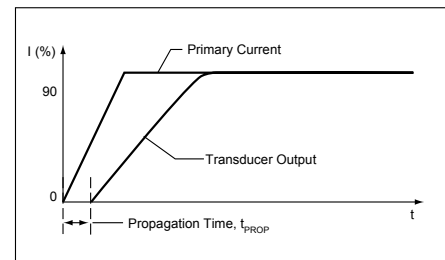 I (%)
Primary Current
90
Transducer Output
0
t
Propagation Time, tPROP